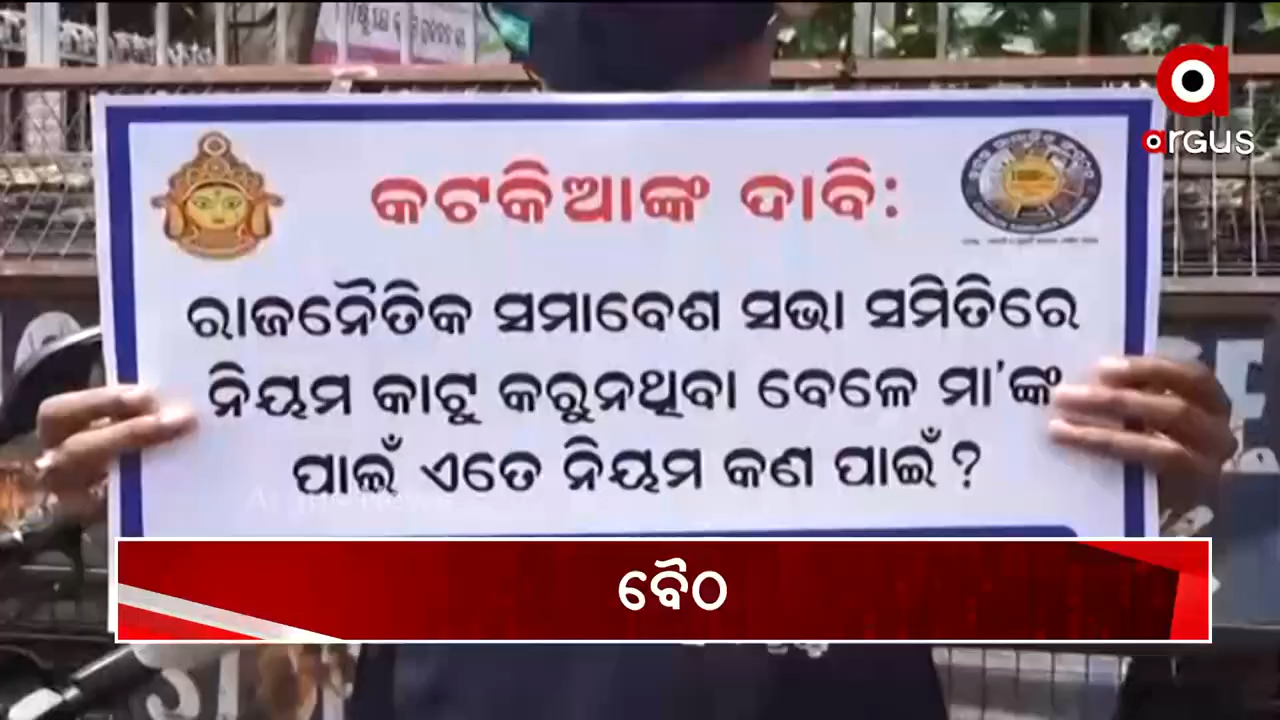 argus
କଟକିଆଙ୍କ ଦାବି:
ରାଜନୈତିକ ସମାବେଶ ସଭା ସମିତିରେ
ନିୟମ କାଟୁ କରୁନଥିବା ବେଳେ ମା'ଙ୍କ
ପାଇଁ ଏତେ ନିୟମ କଣ ପାଇଁ ?
ବୈଠ